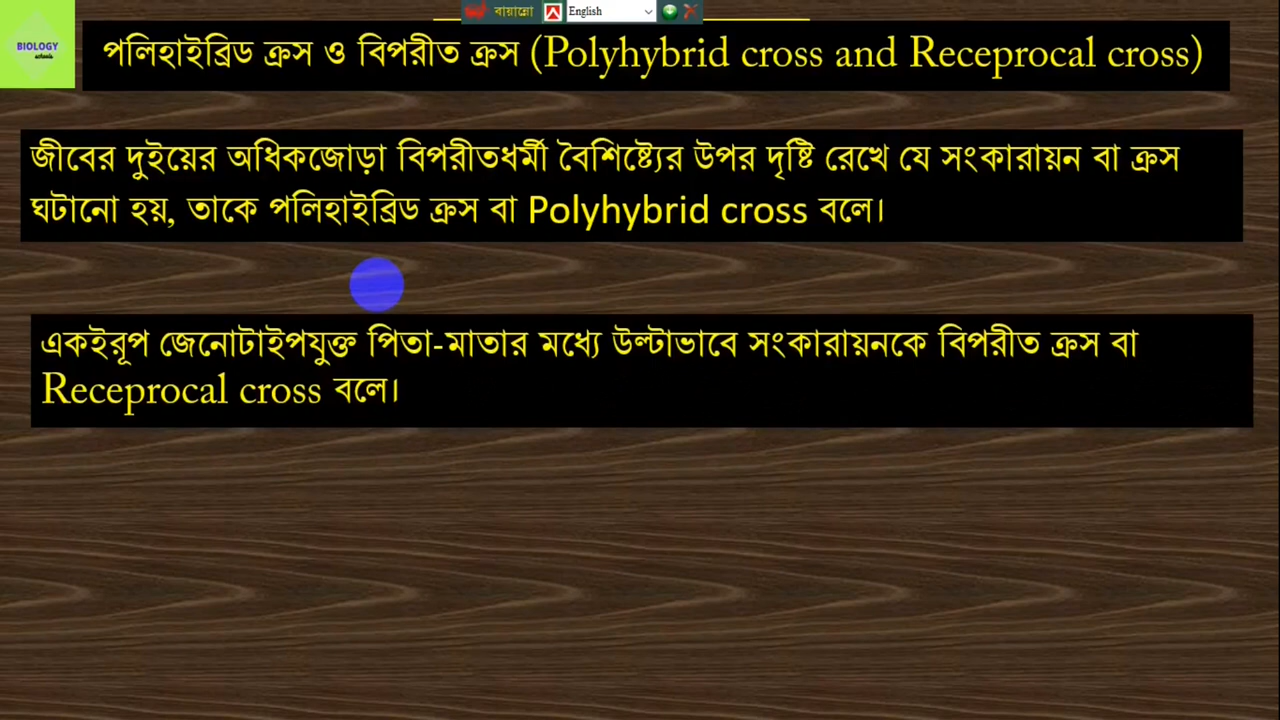 বায়ান্নো English
BIOLOGY
schools
পলিহাইব্রিড ক্রস ও বিপরীত ক্রস (Polyhybrid cross and Receprocal cross)
জীবের দুইয়ের অধিকজোড়া বিপরীতধর্মী বৈশিষ্ট্যের উপর দৃষ্টি রেখে যে সংকারায়ন বা ক্রস
ঘটানো হয়, তাকে পলিহাইব্রিড ক্রস বা Polyhybrid cross বলে।
একইরূপ জেনোটাইপযুক্ত পিতা-মাতার মধ্যে উল্টাভাবে সংকারায়নকে বিপরীত ক্রস বা
Receprocal cross বলে।